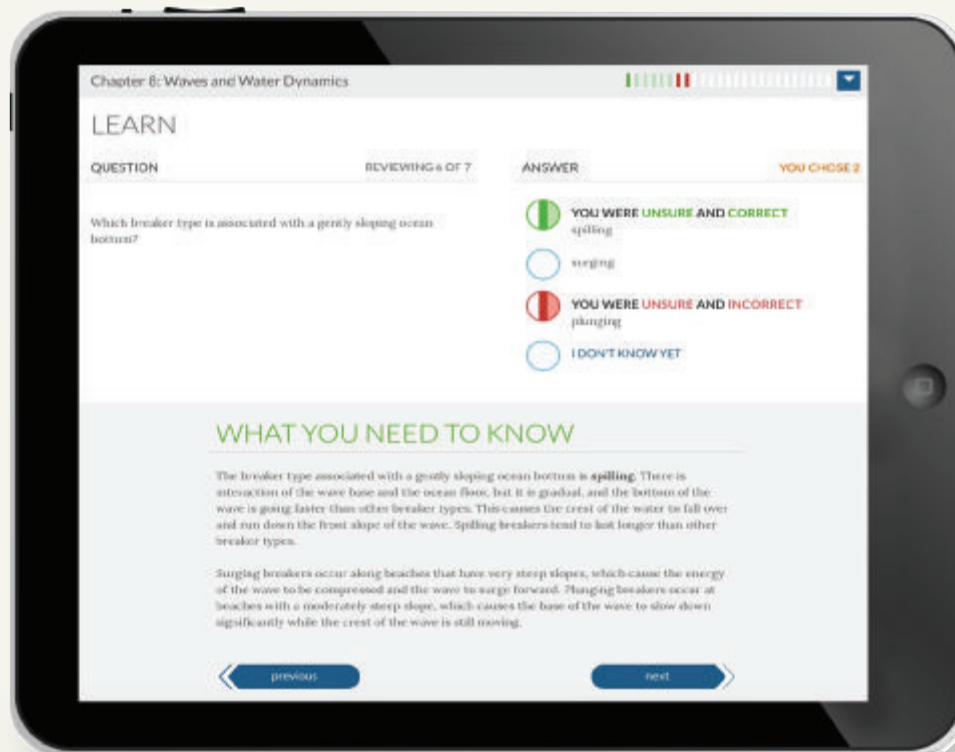 Chapter 8: Waves and Water Dynamics
LEARN
QUESTION
REVIEWING 6 OF 7
Which breaker type is associated with a gently sloping ocean
bottom?
ANSWER
YOU CHOSE 2
YOU WERE UNSURE AND CORRECT
spilling
surging
YOU WERE UNSURE AND INCORRECT
plunging
I DON'T KNOW YET
WHAT YOU NEED TO KNOW
The breaker type associated with a gently sloping ocean bottom is spilling. There is
interaction of the wave base and the ocean floor, but it is gradual, and the bottom of the
wave is going faster than other breaker types. This causes the crest of the water to fall over
and run down the front slope of the wave. Spilling breakers tend to last longer than other
breaker types.
Surging breakers occur along beaches that have very steep slopes, which cause the energy
of the wave to be compressed and the wave to surge forward. Plunging breakers occur at
beaches with a moderately steep slope, which causes the base of the wave to slow down
significantly while the crest of the wave is still moving.
previous
next